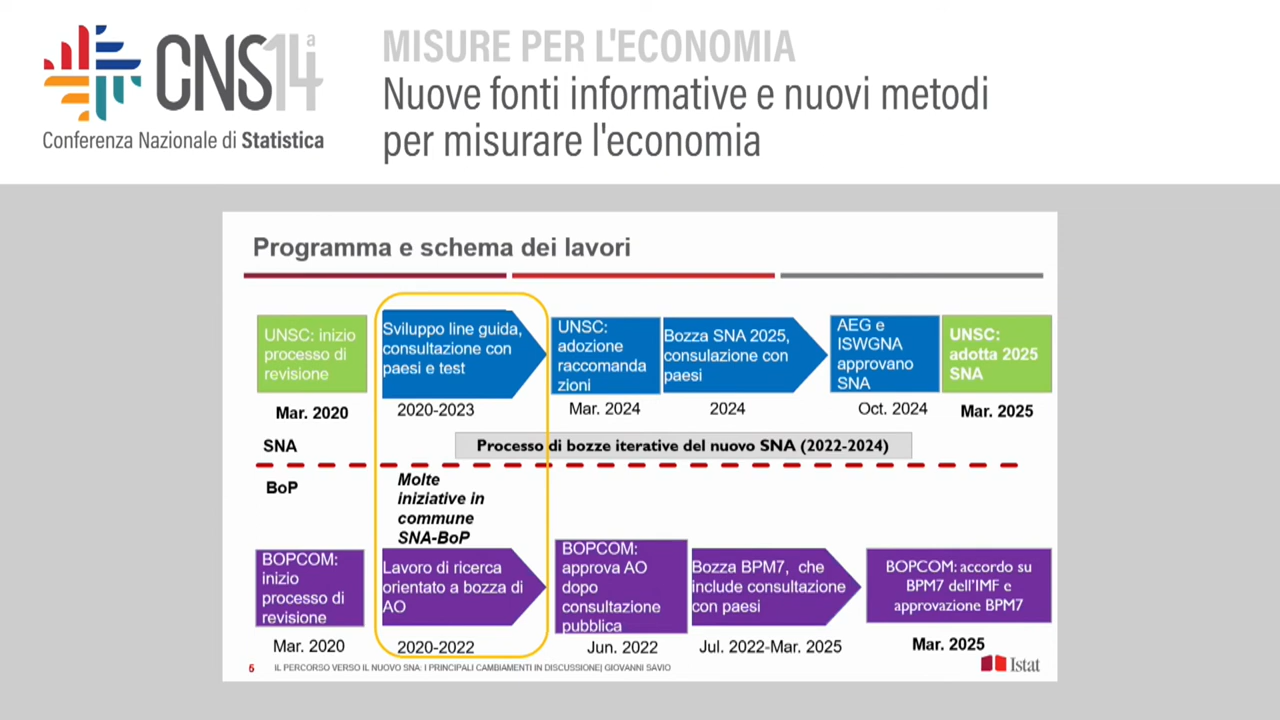 CNS14a
Conferenza Nazionale di Statistica
MISURE PER L'ECONOMIA
Nuove fonti informative e nuovi metodi
per misurare l'economia
Programma e schema dei lavori
UNSC: inizio
processo di
revisione
Mar. 2020
Sviluppo line guida,
consultazione con
paesi e test
2020-2023
UNSC:
adozione
raccomanda
zioni
Mar. 2024
Bozza SNA 2025,
consulazione con
paesi
2024
AEG e
ISWGNA
approvano
SNA
Oct. 2024
UNSC:
adotta 2025
SNA
Mar. 2025
SNA
Processo di bozze iterative del nuovo SNA (2022-2024)
BoP
Molte
iniziative in
commune
SNA-BoP
BOPCOM:
inizio
processo di
revisione
Mar. 2020
Lavoro di ricerca
orientato a bozza di
AO
2020-2022
BOPCOM:
approva AO
dopo
consultazione
pubblica
Jun. 2022
Bozza BPM7, che
include consultazione
con paesi
Jul. 2022-Mar. 2025
BOPCOM: accordo su
BPM7 dell'IMF e
approvazione BPM7
Mar. 2025
6 IL PERCORSO VERSO IL NUOVO SNA: I PRINCIPALI CAMBIAMENTI IN DISCUSSIONE| GIOVANNI SAVIO
Istat